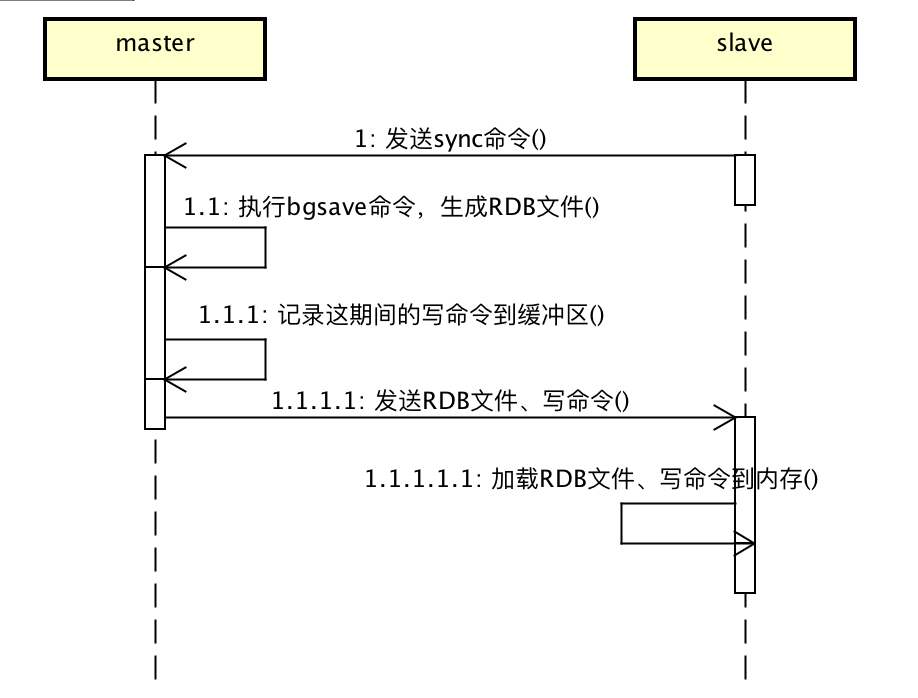 master
slave
1: 发送sync命令()
1.1: 执行bgsave命令，生成RDB文件()
1.1.1: 记录这期间的写命令到缓冲区()
1.1.1.1: 发送RDB文件、写命令()
1.1.1.1.1: 加载RDB文件、写命令到内存()